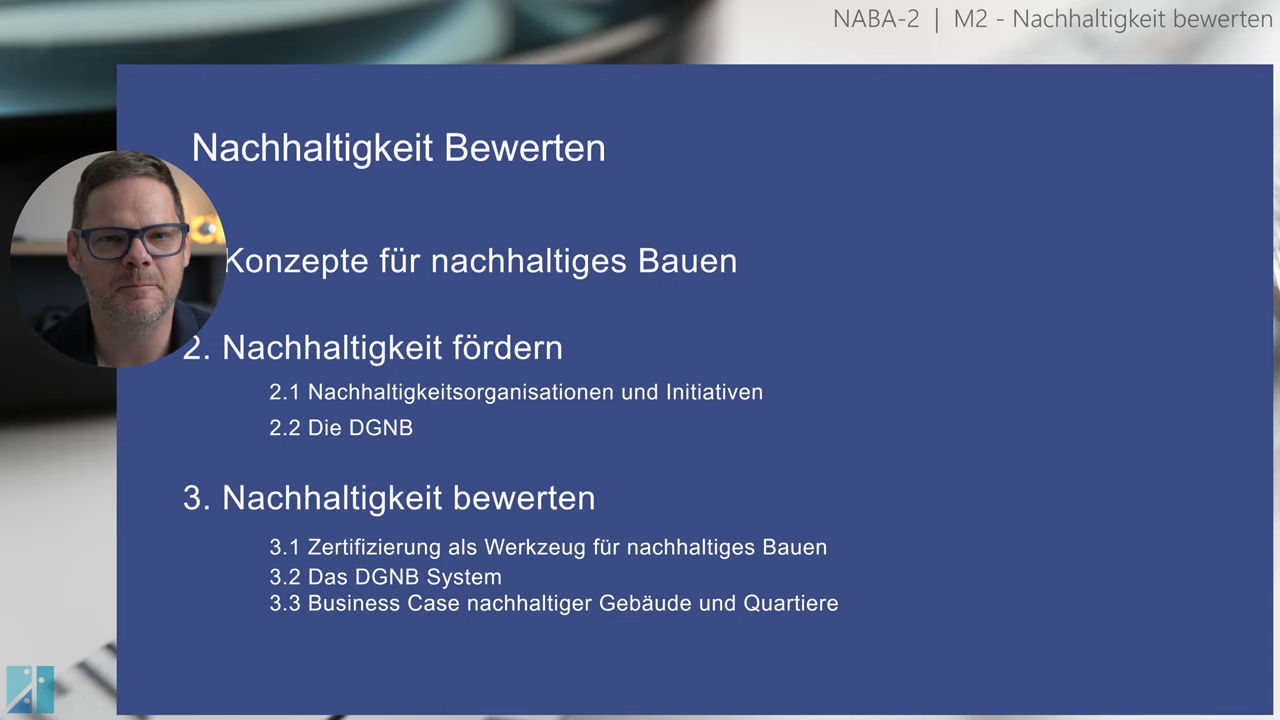 NABA-2 | M2 - Nachhaltigkeit bewerten
Nachhaltigkeit Bewerten
Konzepte für nachhaltiges Bauen
2. Nachhaltigkeit fördern
2.1 Nachhaltigkeitsorganisationen und Initiativen
2.2 Die DGNB
3. Nachhaltigkeit bewerten
3.1 Zertifizierung als Werkzeug für nachhaltiges Bauen
3.2 Das DGNB System
3.3 Business Case nachhaltiger Gebäude und Quartiere